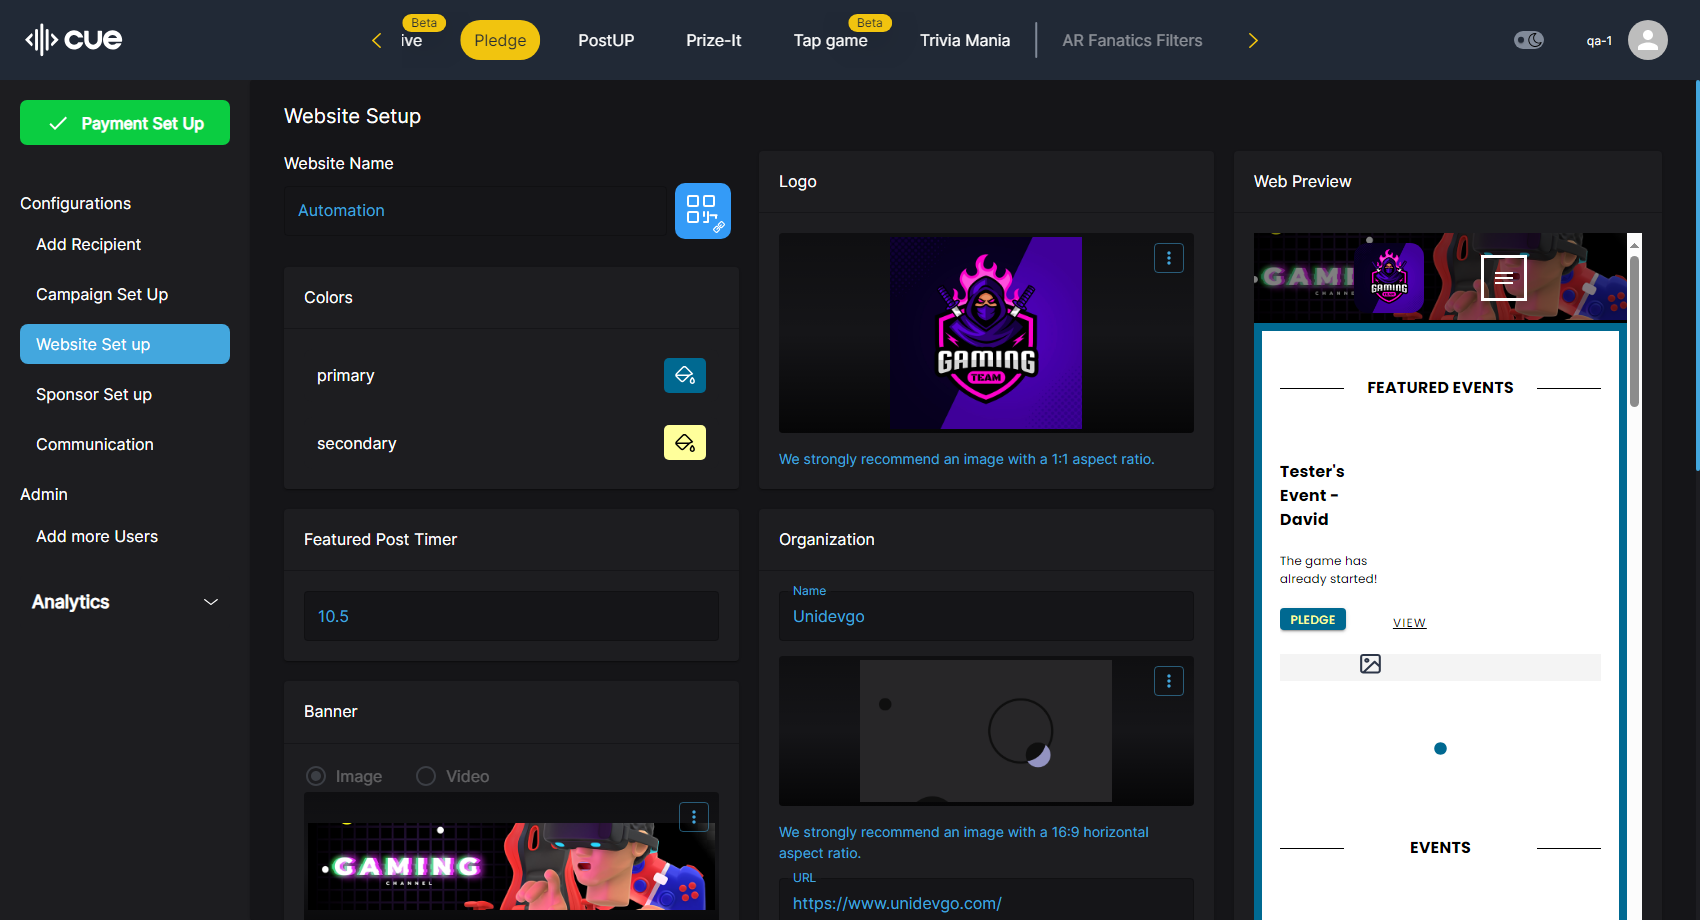 cue
Beta
ive
Pledge
PostUP
Prize-It
Beta
Tap game
Trivia Mania
AR Fanatics Filters
qa-1
Payment Set Up
Configurations
Add Recipient
Campaign Set Up
Website Set up
Sponsor Set up
Communication
Admin
Add more Users
Analytics
Website Setup
Website Name
Automation
Colors
primary
secondary
Featured Post Timer
10.5
Banner
Image
Video
GAMING
CHANNEL
Logo
GAMING
TEAM
We strongly recommend an image with a 1:1 aspect ratio.
Organization
Name
Unidevgo
We strongly recommend an image with a 16:9 horizontal
aspect ratio.
URL
https://www.unidevgo.com/
Web Preview
GAMI
CHANNE
GAMING
TEAM
FEATURED EVENTS
Tester's
Event -
David
The game has
already started!
PLEDGE
VIEW
EVENTS